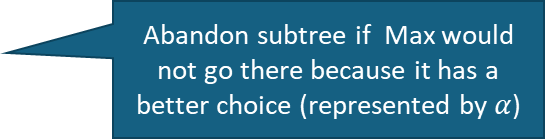 Abandon subtree if  Max would
not go there because it has a
better choice (represented by 𝛼)